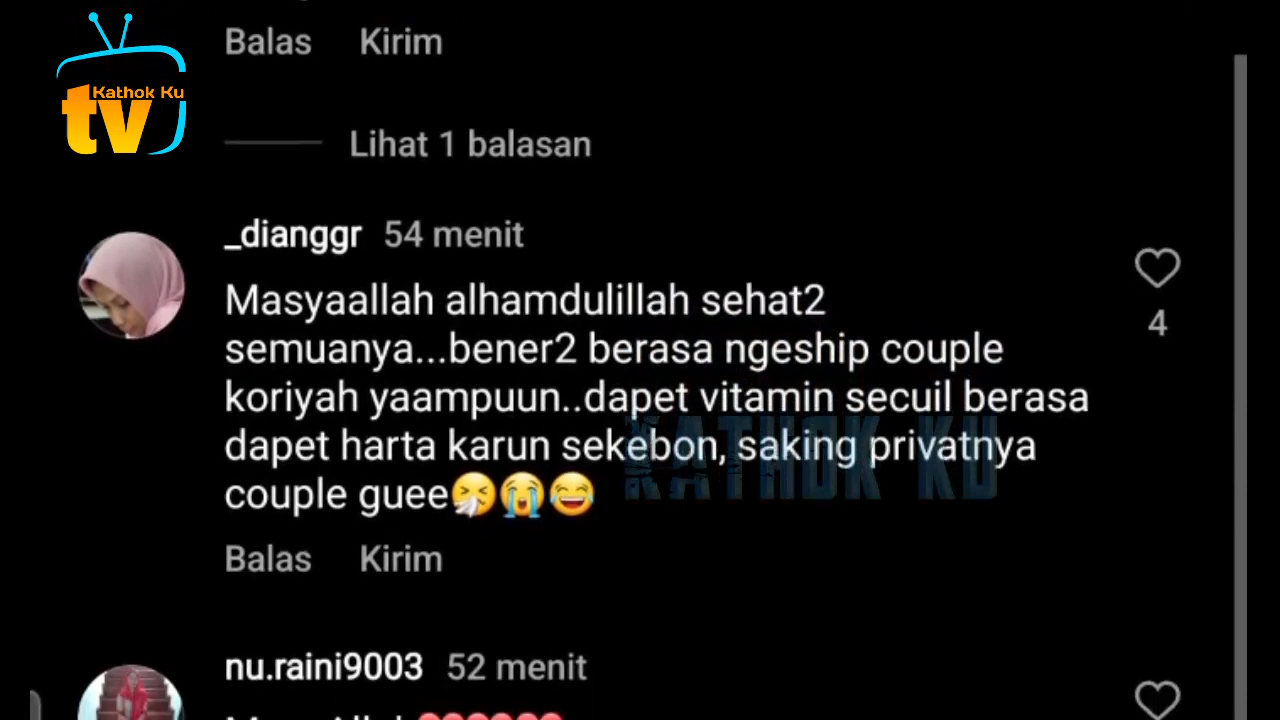 Balas Kirim
Kathok Ku
tv
Lihat 1 balasan
_dianggr 54 menit
Masyaallah alhamdulillah sehat2
semuanya...bener2 berasa ngeship couple
koriyah yaampuun..dapet vitamin secuil berasa
dapet harta karun sekebon, saking privatnya
couple guee🤧😭😂
KATHOK KU
4
Balas Kirim
nu.raini9003 52 menit